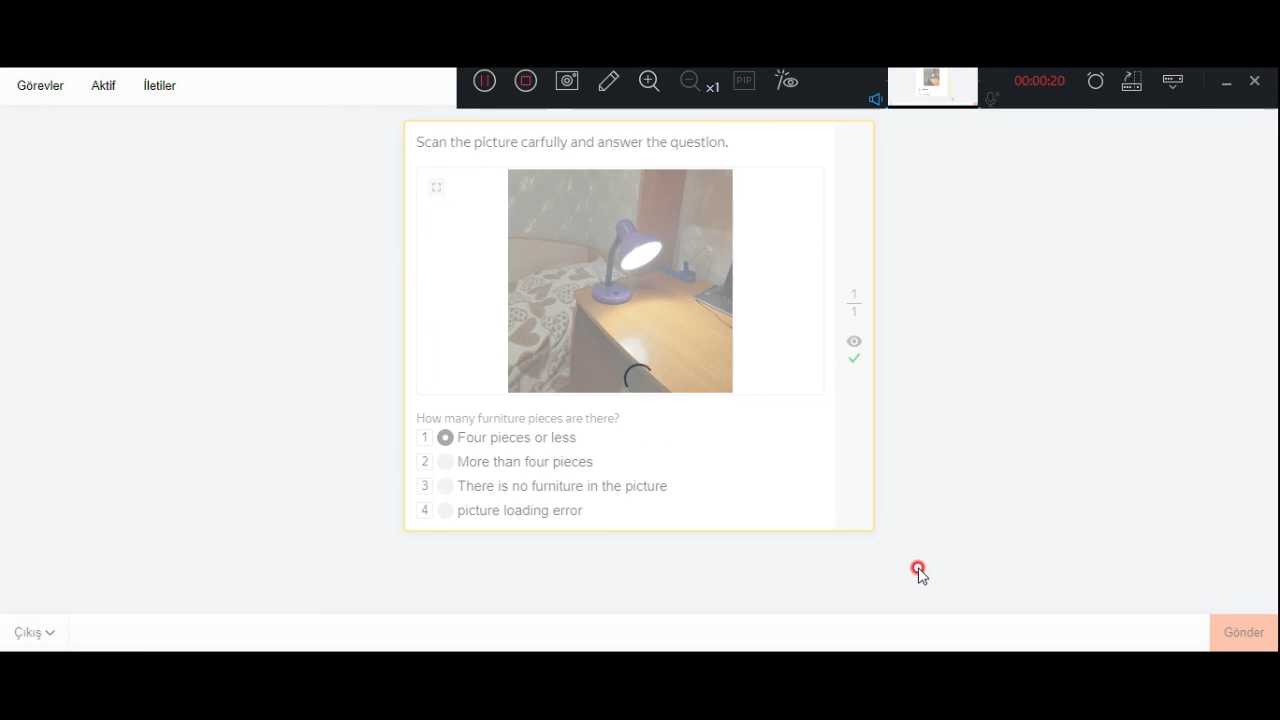 Görevler Aktif İletiler
x1 PIP 00:00:20
Scan the picture carfully and answer the question.
1
1
How many furniture pieces are there?
1 Four pieces or less
2 More than four pieces
3 There is no furniture in the picture
4 picture loading error
Çıkış Gönder